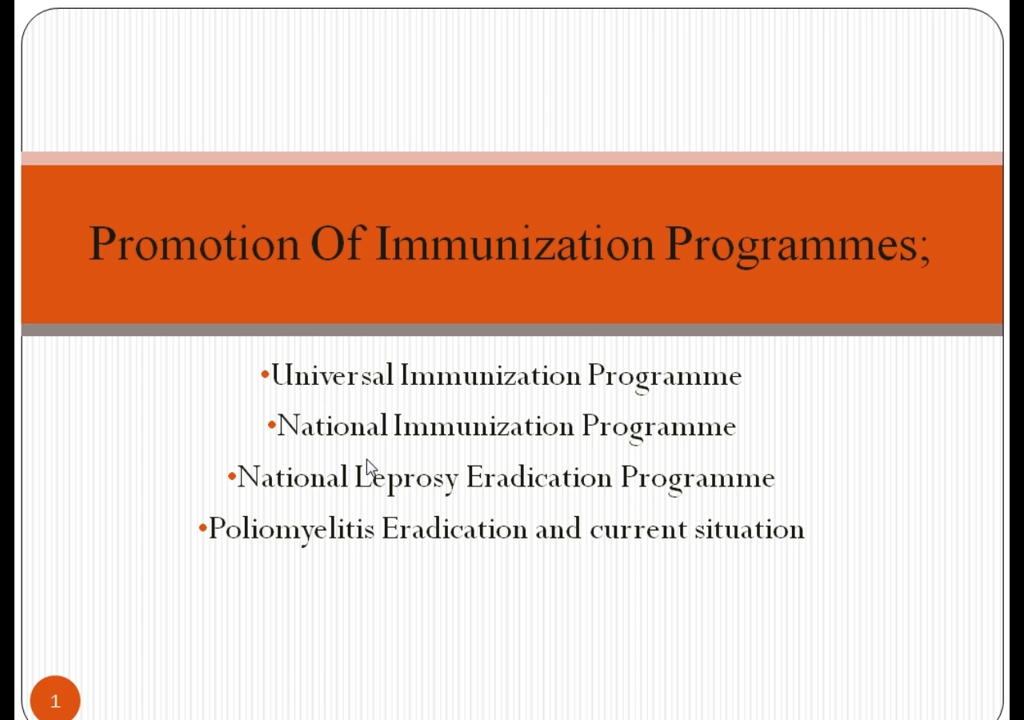 Promotion Of Immunization Programmes;
•Universal Immunization Programme
•National Immunization Programme
•National Leprosy Eradication Programme
•Poliomyelitis Eradication and current situation
1